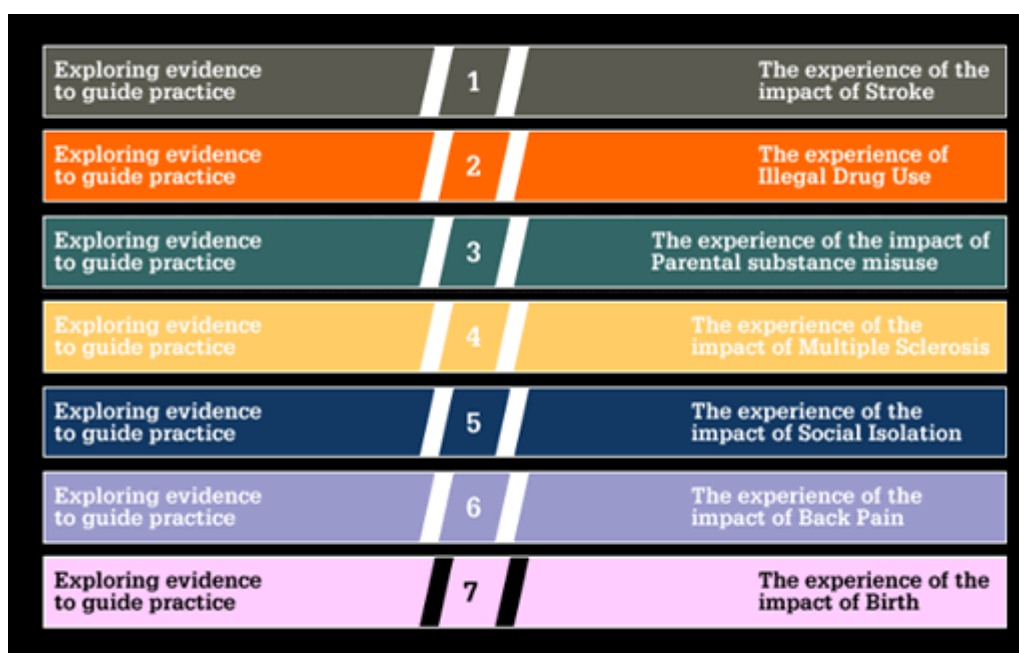 Exploring evidence
to guide practice
1
The experience of the
impact of Stroke
Exploring evidence
to guide practice
2
The experience of
Illegal Drug Use
Exploring evidence
to guide practice
3
The experience of the impact of
Parental substance misuse
Exploring evidence
to guide practice
4
The experience of the
impact of Multiple Sclerosis
Exploring evidence
to guide practice
5
The experience of the
impact of Social Isolation
Exploring evidence
to guide practice
6
The experience of the
impact of Back Pain
Exploring evidence
to guide practice
7
The experience of the
impact of Birth